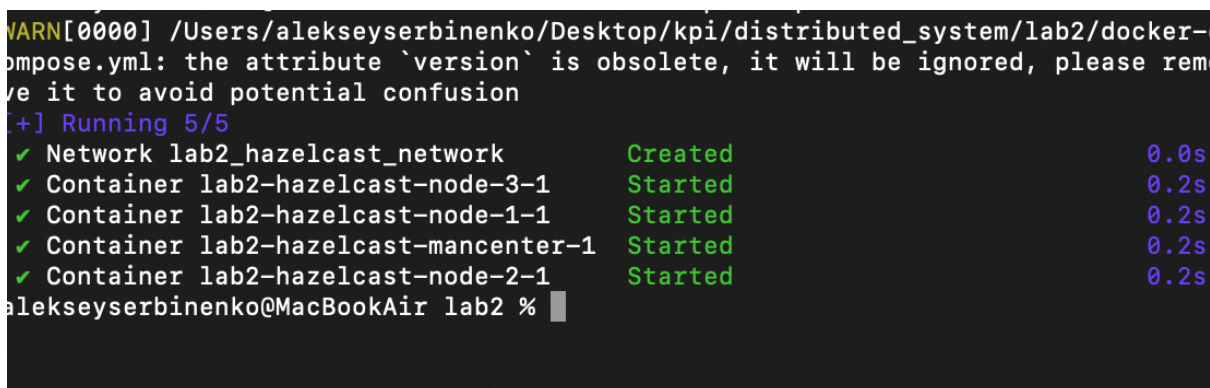 WARN[0000] /Users/alekseyserbinenko/Desktop/kpi/distributed_system/lab2/docker-
ompose.yml: the attribute `version` is obsolete, it will be ignored, please rem
ve it to avoid potential confusion
[+] Running 5/5
✔ Network lab2_hazelcast_network Created 0.0s
✔ Container lab2-hazelcast-node-3-1 Started 0.2s
✔ Container lab2-hazelcast-node-1-1 Started 0.2s
✔ Container lab2-hazelcast-mancenter-1 Started 0.2s
✔ Container lab2-hazelcast-node-2-1 Started 0.2s
alekseyserbinenko@MacBookAir lab2 %